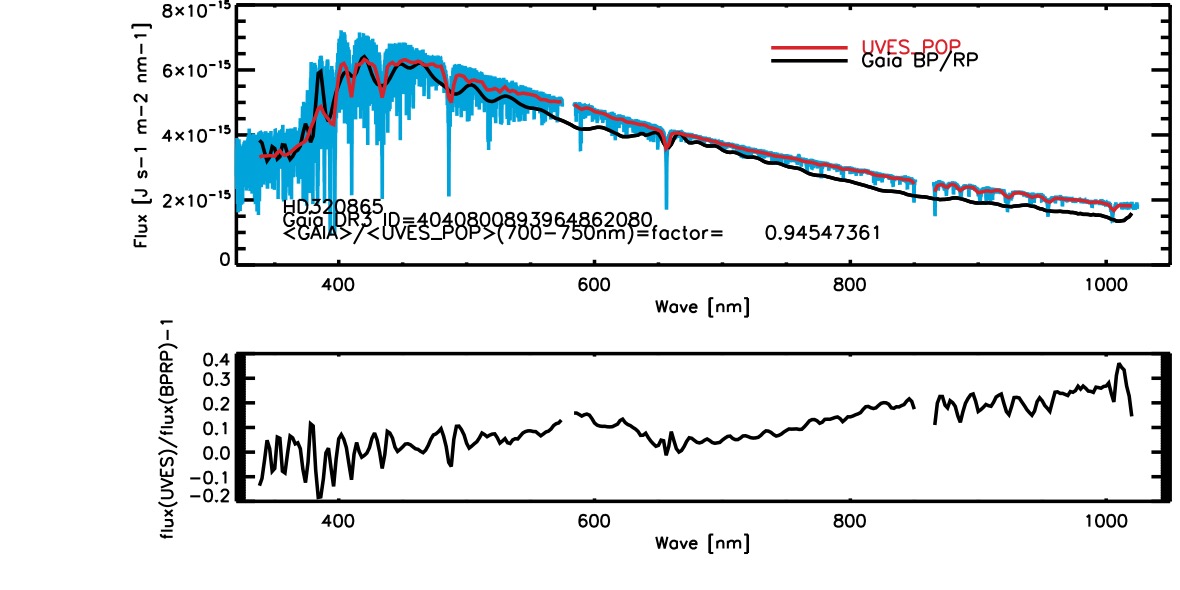 8×10⁻¹⁵
6×10⁻¹⁵
4×10⁻¹⁵
2×10⁻¹⁵
0
Flux [J s−1 m−2 nm−1]
UVES_POP
Gaia BP/RP
HD320865
Gaia DR3 ID=4040800893964862080
<GAIA>/<UVES_POP>(700−750nm)=factor= 0.94547361
400 600 800 1000
Wave [nm]
flux(UVES)/flux(BPRP)−1
0.4
0.3
0.2
0.1
0.0
−0.1
−0.2
400 600 800 1000
Wave [nm]